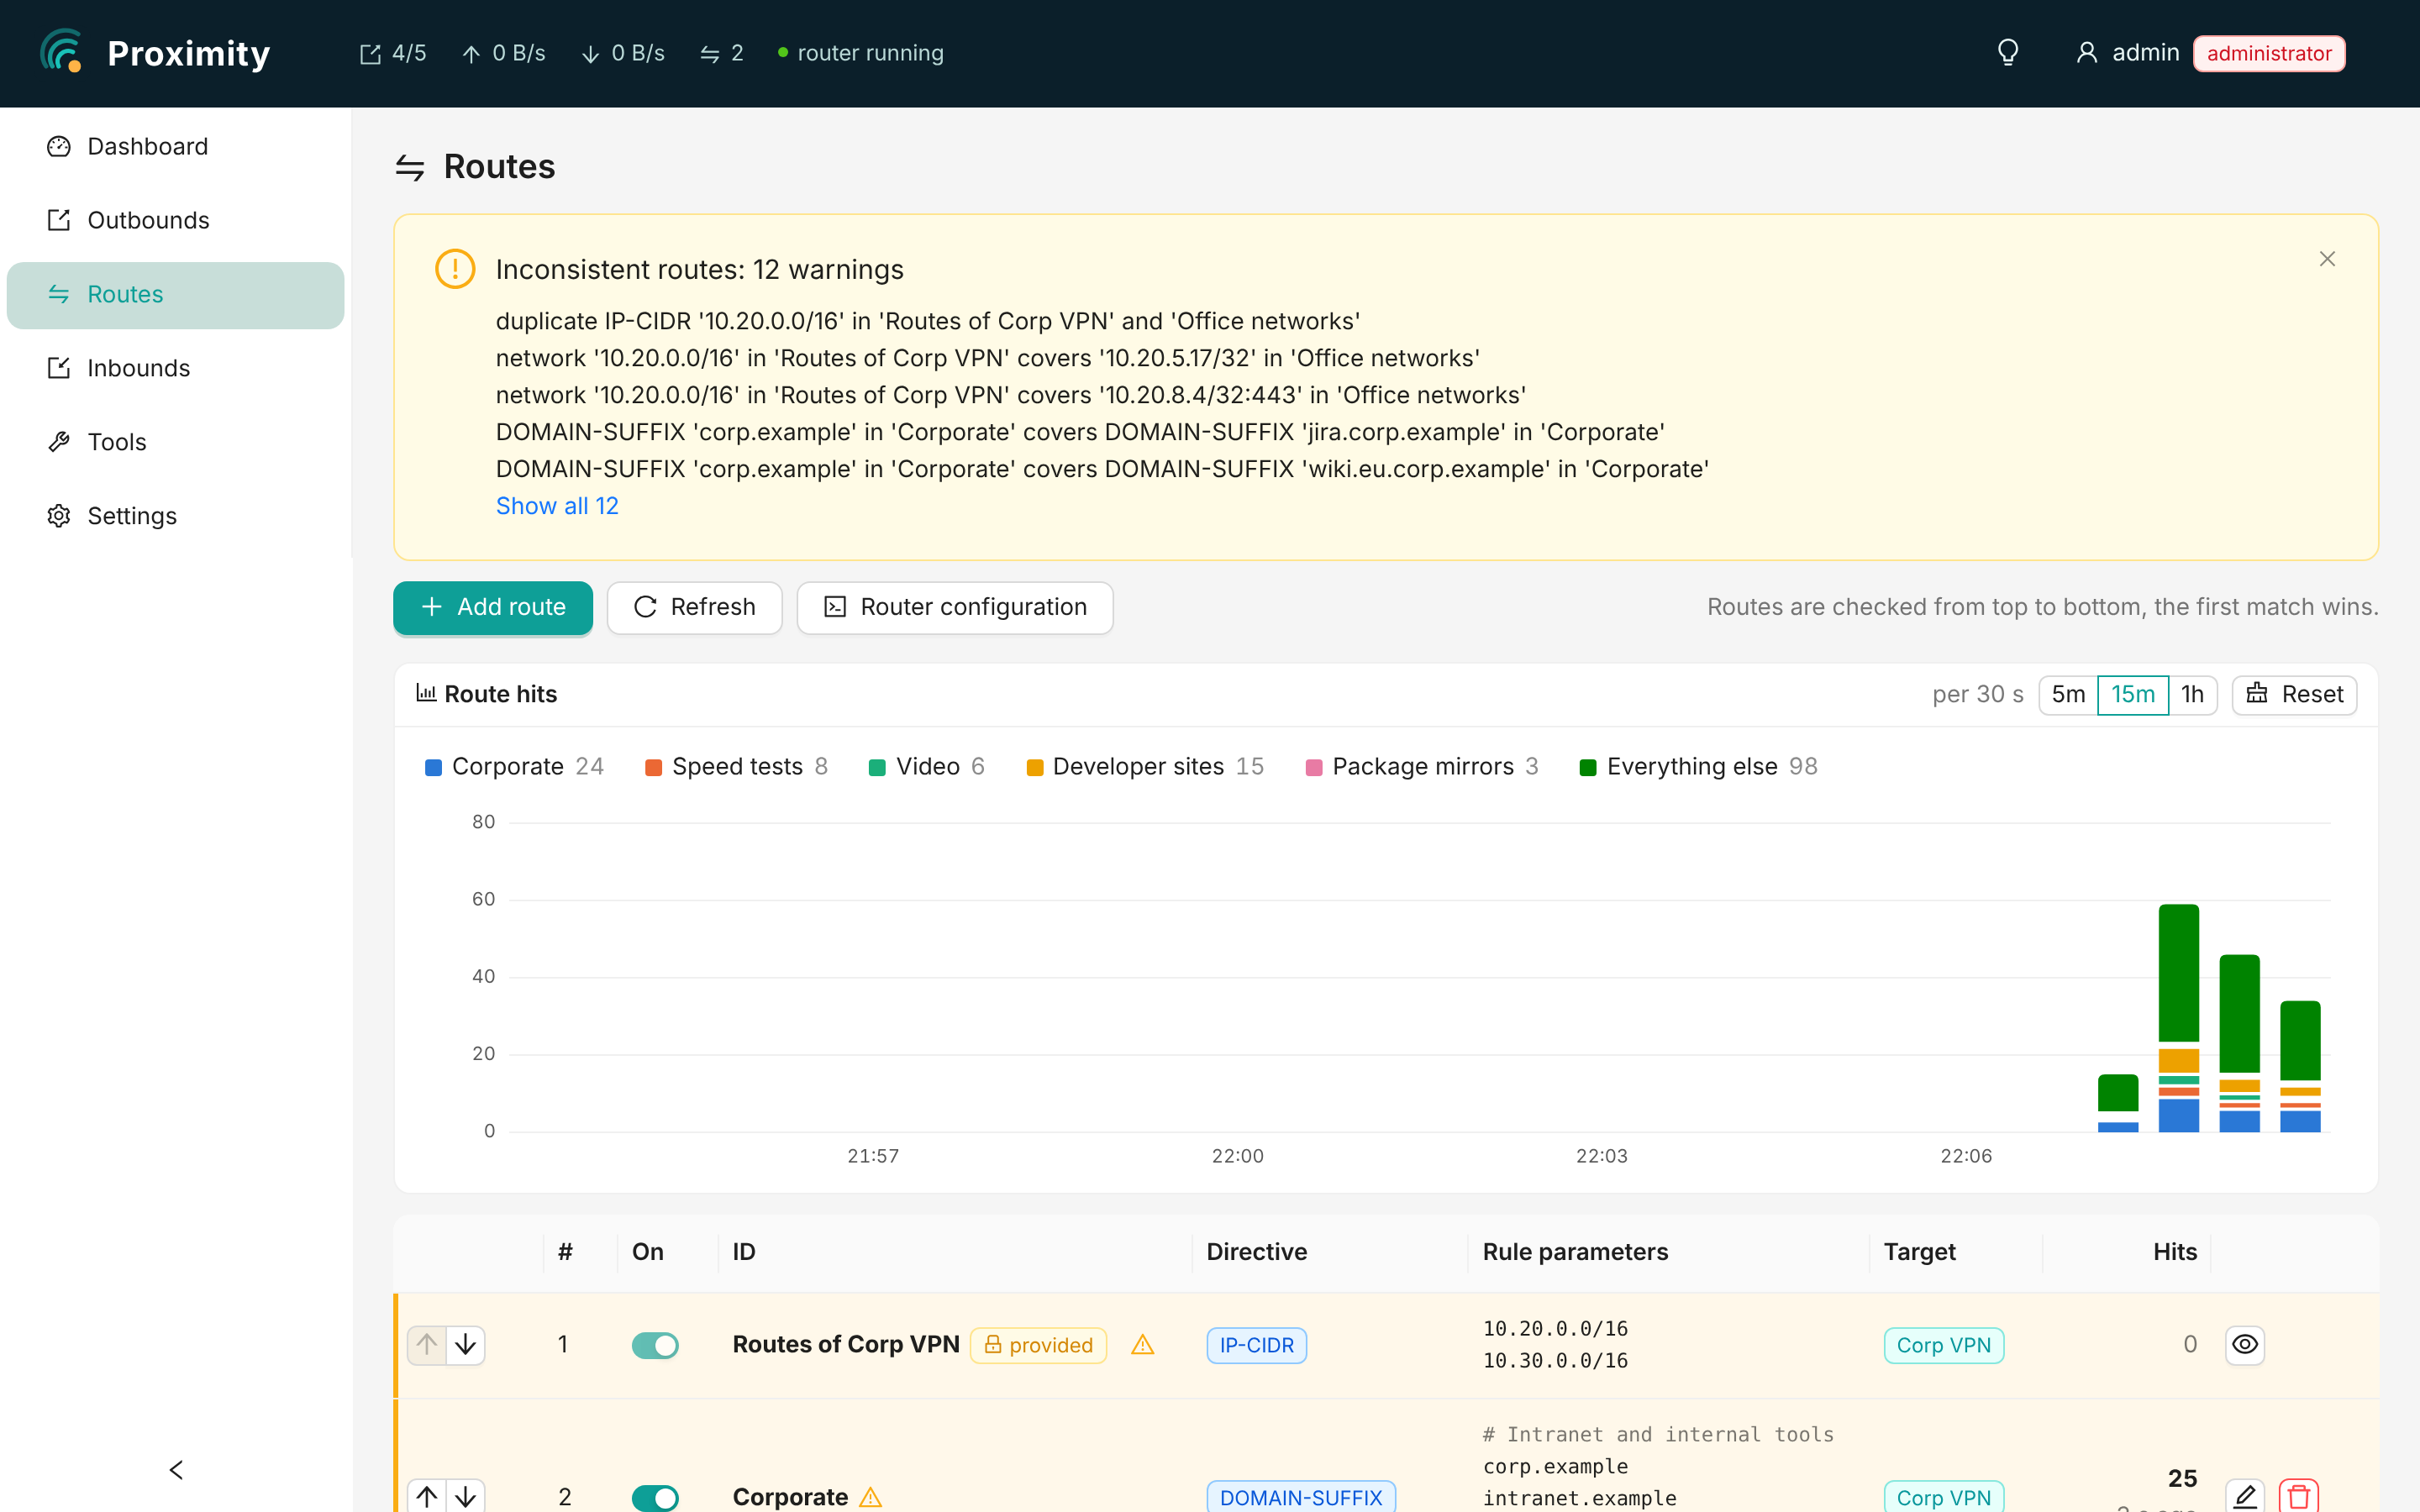 Proximity
4/5
0 B/s
0 B/s
2
router running
admin
administrator
Dashboard
Outbounds
Routes
Inbounds
Tools
Settings
Routes
Inconsistent routes: 12 warnings
duplicate IP-CIDR '10.20.0.0/16' in 'Routes of Corp VPN' and 'Office networks'
network '10.20.0.0/16' in 'Routes of Corp VPN' covers '10.20.5.17/32' in 'Office networks'
network '10.20.0.0/16' in 'Routes of Corp VPN' covers '10.20.8.4/32:443' in 'Office networks'
DOMAIN-SUFFIX 'corp.example' in 'Corporate' covers DOMAIN-SUFFIX 'jira.corp.example' in 'Corporate'
DOMAIN-SUFFIX 'corp.example' in 'Corporate' covers DOMAIN-SUFFIX 'wiki.eu.corp.example' in 'Corporate'
Show all 12
Add route
Refresh
Router configuration
Routes are checked from top to bottom, the first match wins.
Route hits
per 30 s
5m
15m
1h
Reset
Corporate 24
Speed tests 8
Video 6
Developer sites 15
Package mirrors 3
Everything else 98
80
60
40
20
0
21:57
22:00
22:03
22:06
# On ID Directive Rule parameters Target Hits
1
Routes of Corp VPN
provided
IP-CIDR
10.20.0.0/16
10.30.0.0/16
Corp VPN
0
2
Corporate
DOMAIN-SUFFIX
# Intranet and internal tools
corp.example
intranet.example
Corp VPN
25